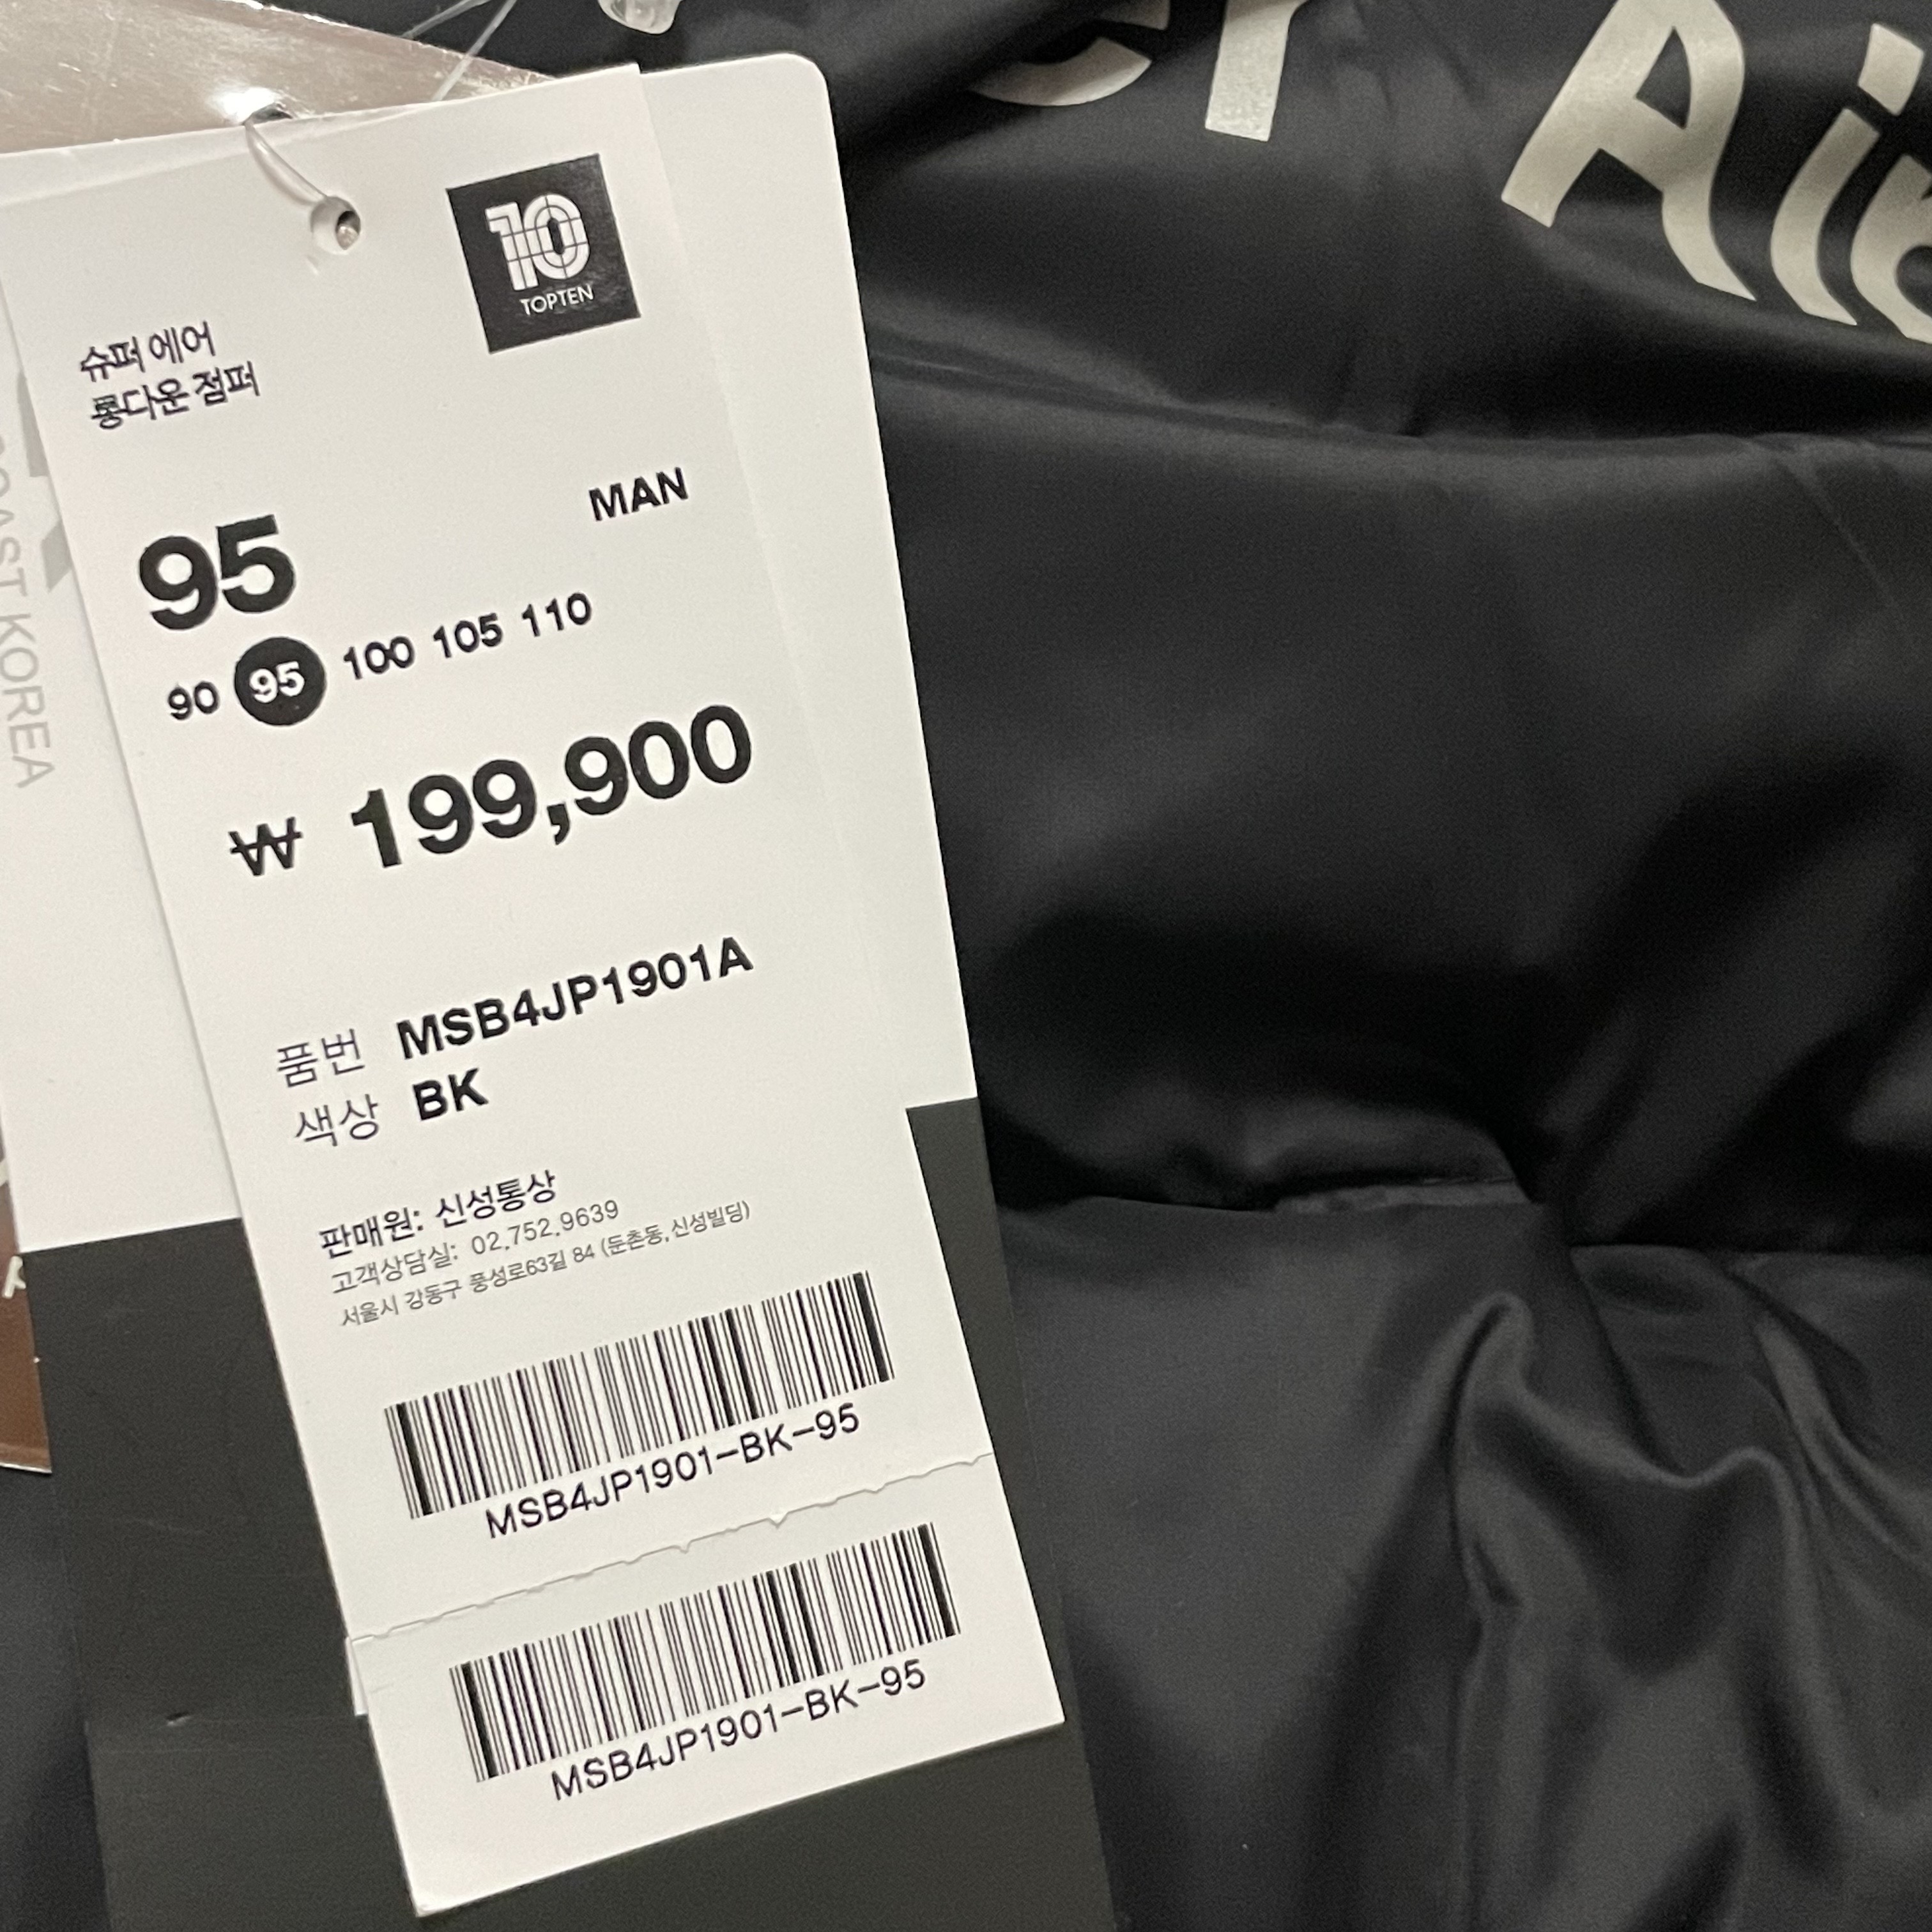 10
TOPTEN
슈퍼 에어
롱다운 점퍼
MAN
95
90 95 100 105 110
₩ 199,900
품번 MSB4JP1901A
색상 BK
판매원: 신성통상
고객상담실: 02.752.9639
서울시 강동구 풍성로63길 84 (둔촌동, 신성빌딩)
MSB4JP1901-BK-95
MSB4JP1901-BK-95
KOREA
Air